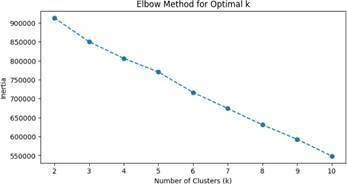 Elbow Method for Optimal k
900000
850000
800000
750000
700000
650000
600000
550000
Inertia
2 3 4 5 6 7 8 9 10
Number of Clusters (k)